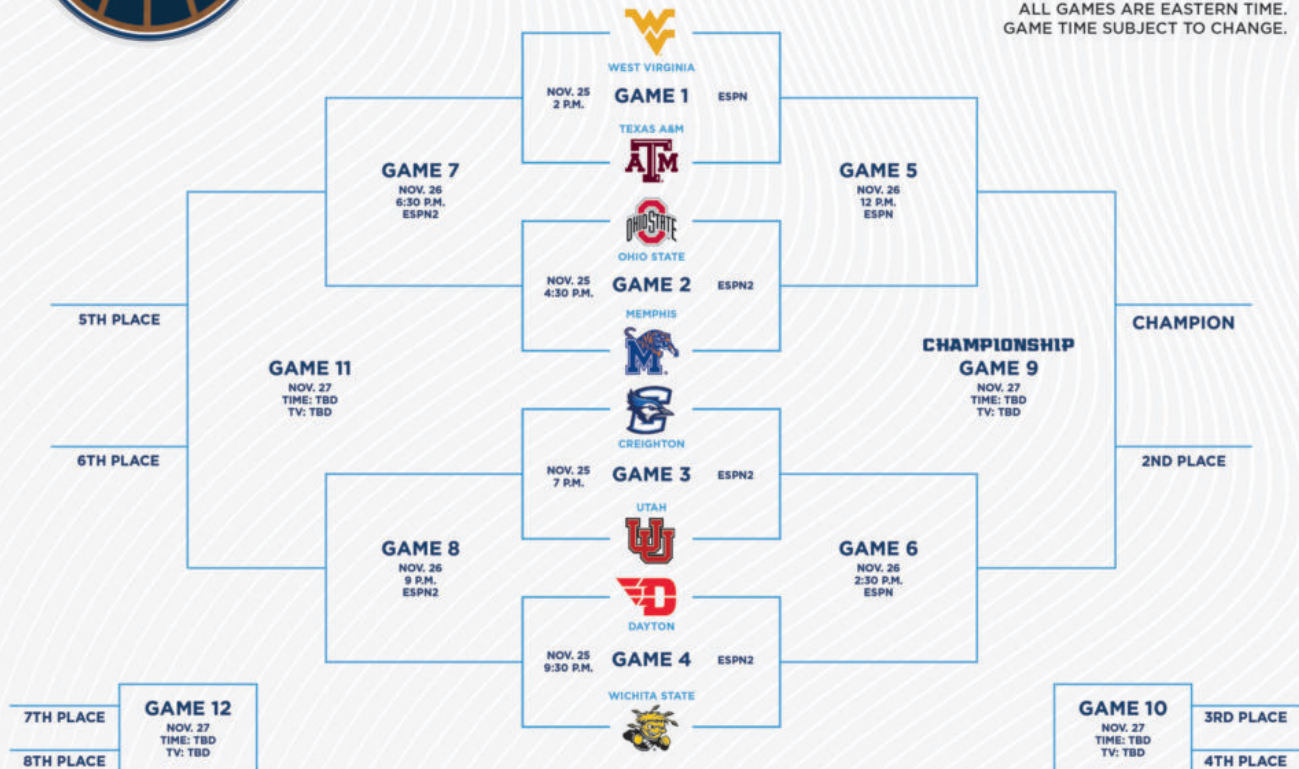 ALL GAMES ARE EASTERN TIME.
GAME TIME SUBJECT TO CHANGE.
WEST VIRGINIA
NOV. 25
2 P.M.
GAME 1
ESPN
TEXAS A&M
ATM
GAME 7
NOV. 26
6:30 P.M.
ESPN2
GAME 5
NOV. 26
12 P.M.
ESPN
OHIO STATE
OHIO STATE
NOV. 25
4:30 P.M.
GAME 2
ESPN2
MEMPHIS
M
5TH PLACE
CHAMPION
GAME 11
NOV. 27
TIME: TBD
TV: TBD
CHAMPIONSHIP
GAME 9
NOV. 27
TIME: TBD
TV: TBD
6TH PLACE
2ND PLACE
C
CREIGHTON
NOV. 25
7 P.M.
GAME 3
ESPN2
UTAH
UU
GAME 8
NOV. 26
9 P.M.
ESPN2
GAME 6
NOV. 26
2:30 P.M.
ESPN
D
DAYTON
NOV. 25
9:30 P.M.
GAME 4
ESPN2
WICHITA STATE
7TH PLACE
GAME 12
NOV. 27
TIME: TBD
TV: TBD
8TH PLACE
GAME 10
NOV. 27
TIME: TBD
TV: TBD
3RD PLACE
4TH PLACE